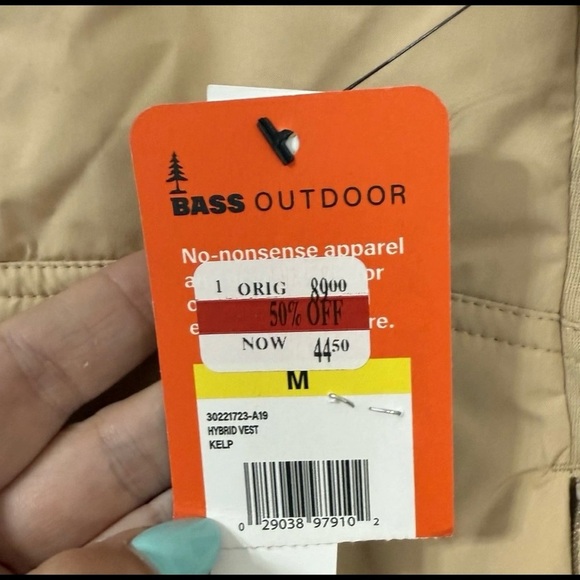 BASS OUTDOOR
No-nonsense apparel
1 ORIG 8900
50% OFF
NOW 4450
M
30221723-A19
HYBRID VEST
KELP
0 29038 97910 2